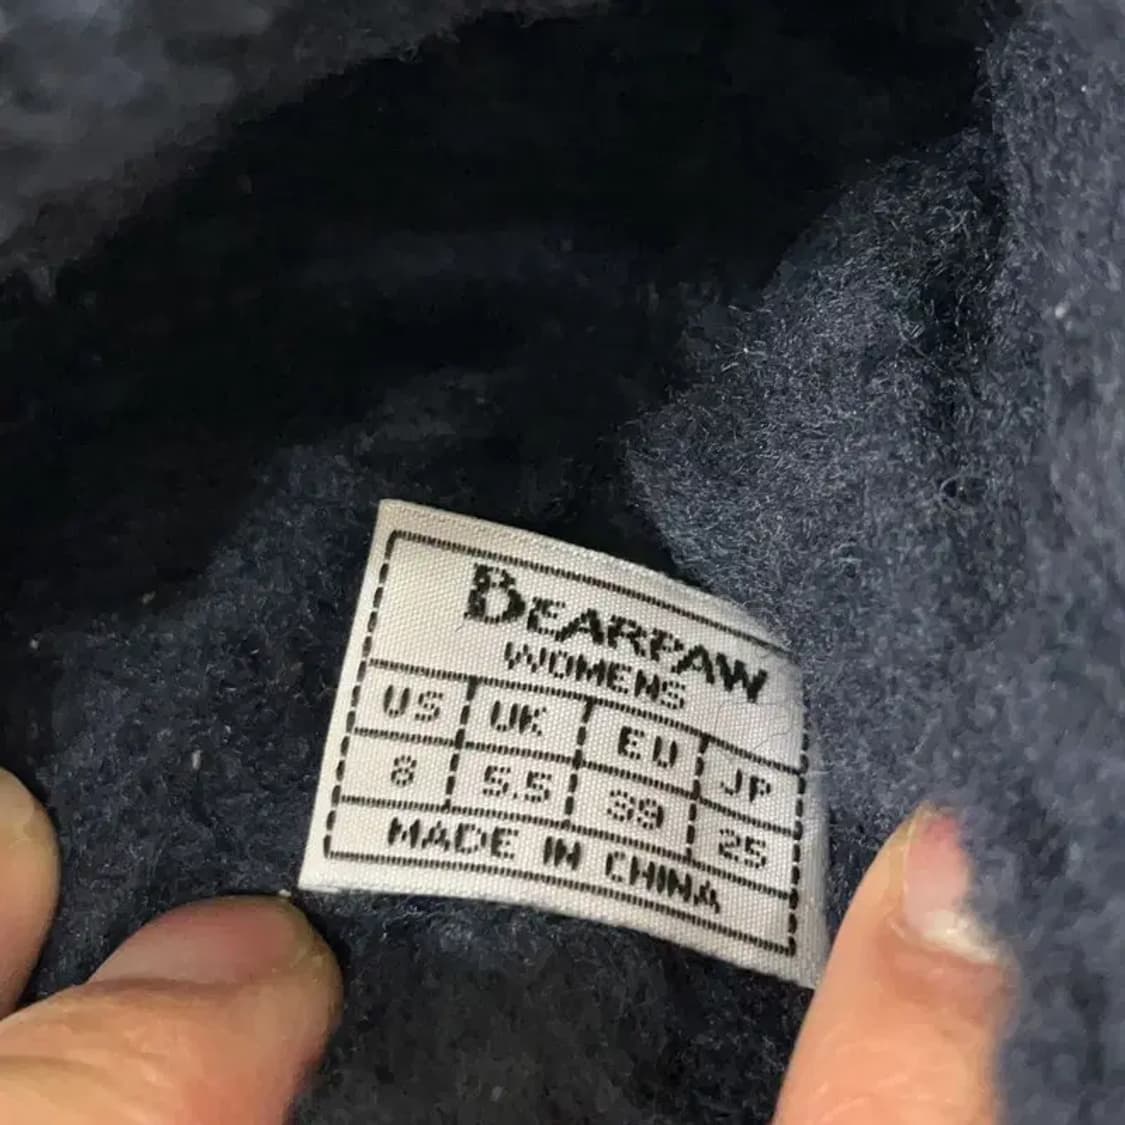 BEARPAW
WOMENS
US UK EU JP
8 5.5 39 25
MADE IN CHINA